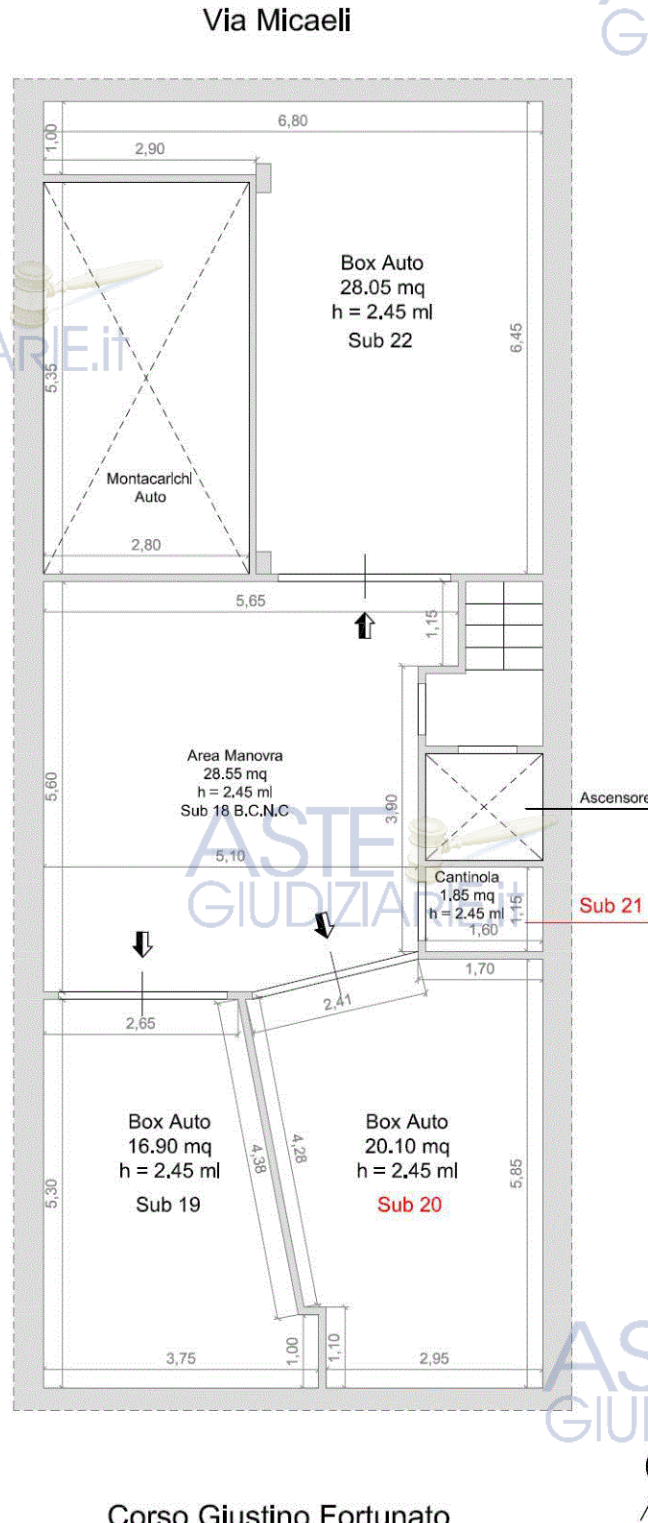 Via Micaeli
6,80
1,00
2,90
Box Auto
28.05 mq
h = 2.45 ml
Sub 22
6,45
ARIE.it
5,35
Montacarichi
Auto
2,80
5,65
1,15
Area Manovra
28.55 mq
h = 2.45 ml
Sub 18 B.C.N.C
5,60
3,90
Ascensore
5,10
ASTE
GIUDIZIARIE.it
Cantinola
1.85 mq
h = 2.45 ml
1,15
1,60
Sub 21
1,70
2,41
2,65
Box Auto
16.90 mq
h = 2.45 ml
Sub 19
4,38
4,28
5,30
Box Auto
20.10 mq
h = 2.45 ml
Sub 20
5,85
3,75
1,00
1,10
2,95
AS
GIU
Corso Giustino Fortunato